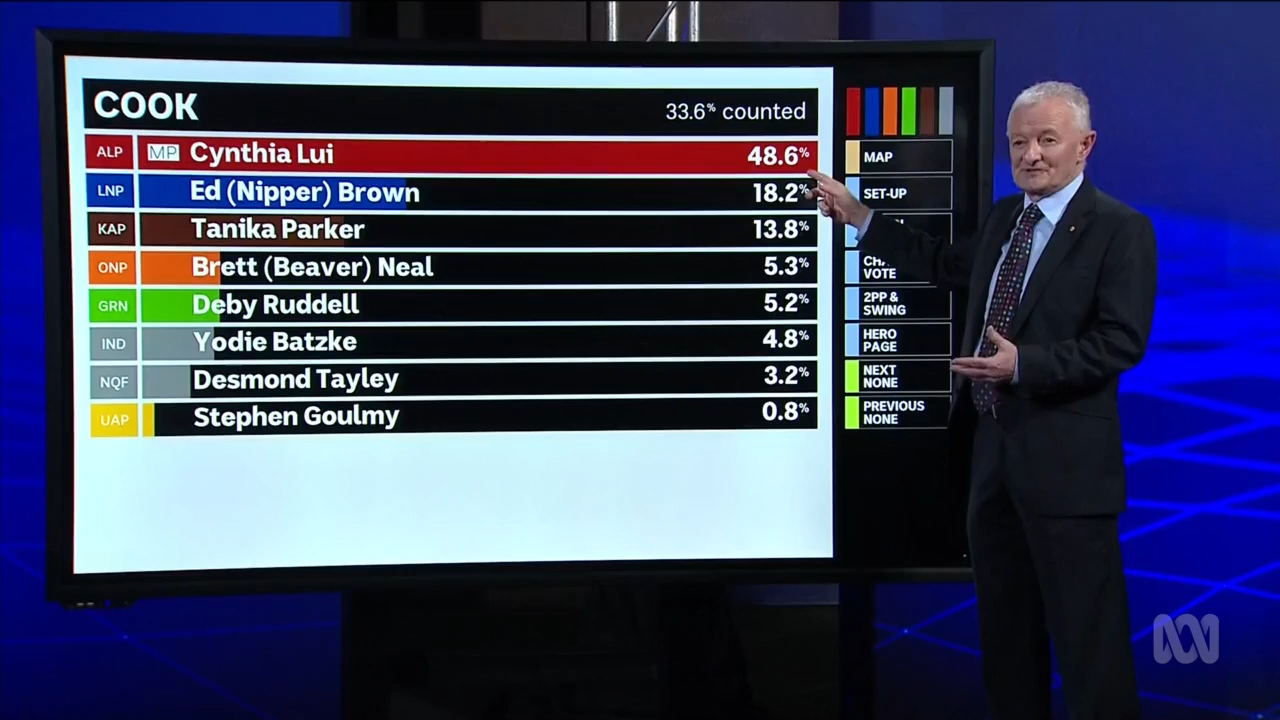 COOK 33.6% counted
ALP MP Cynthia Lui 48.6%
LNP Ed (Nipper) Brown 18.2%
KAP Tanika Parker 13.8%
ONP Brett (Beaver) Neal 5.3%
GRN Deby Ruddell 5.2%
IND Yodie Batzke 4.8%
NQF Desmond Tayley 3.2%
UAP Stephen Goulmy 0.8%
MAP
SET-UP
VOTE
2PP &
SWING
HERO
PAGE
NEXT
NONE
PREVIOUS
NONE